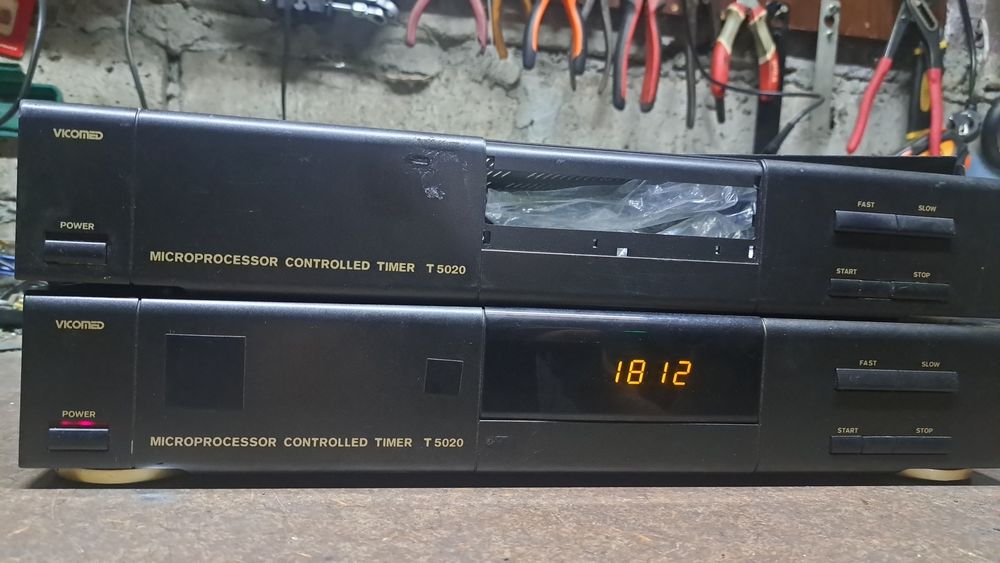 VICOMED
POWER
MICROPROCESSOR CONTROLLED TIMER T 5020
FAST SLOW
START STOP
VICOMED
POWER
MICROPROCESSOR CONTROLLED TIMER T 5020
1812
FAST SLOW
START STOP